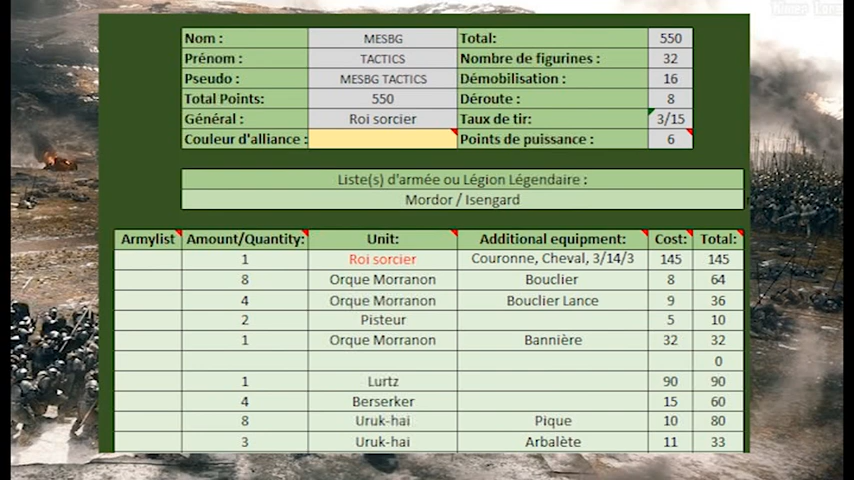 Nom : MESBG Total: 550
Prénom : TACTICS Nombre de figurines : 32
Pseudo : MESBG TACTICS Démobilisation : 16
Total Points: 550 Déroute : 8
Général : Roi sorcier Taux de tir: 3/15
Couleur d'alliance : Points de puissance : 6
Liste(s) d'armée ou Légion Légendaire :
Mordor / Isengard
Armylist Amount/Quantity: Unit: Additional equipment: Cost: Total:
1 Roi sorcier Couronne, Cheval, 3/14/3 145 145
8 Orque Morranon Bouclier 8 64
4 Orque Morranon Bouclier Lance 9 36
2 Pisteur 5 10
1 Orque Morranon Bannière 32 32
0
1 Lurtz 90 90
4 Berserker 15 60
8 Uruk-hai Pique 10 80
3 Uruk-hai Arbalète 11 33